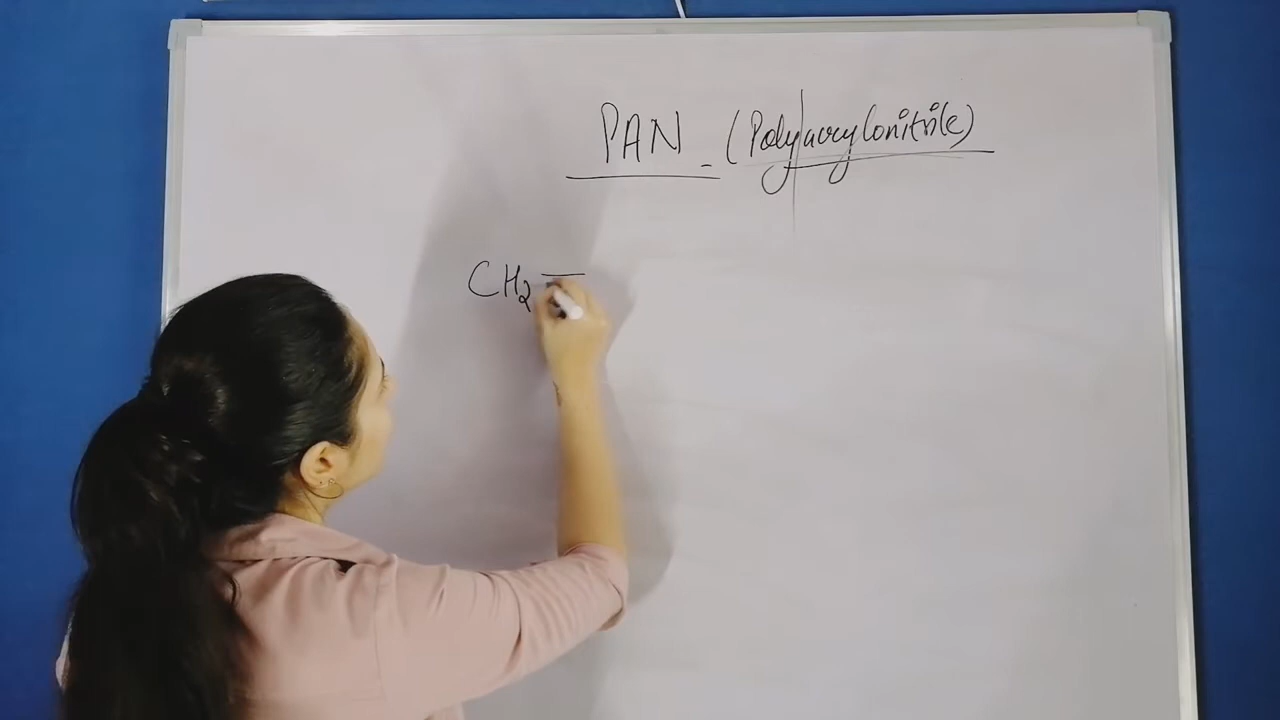 PAN - (Polyacrylonitrile)
CH2 =